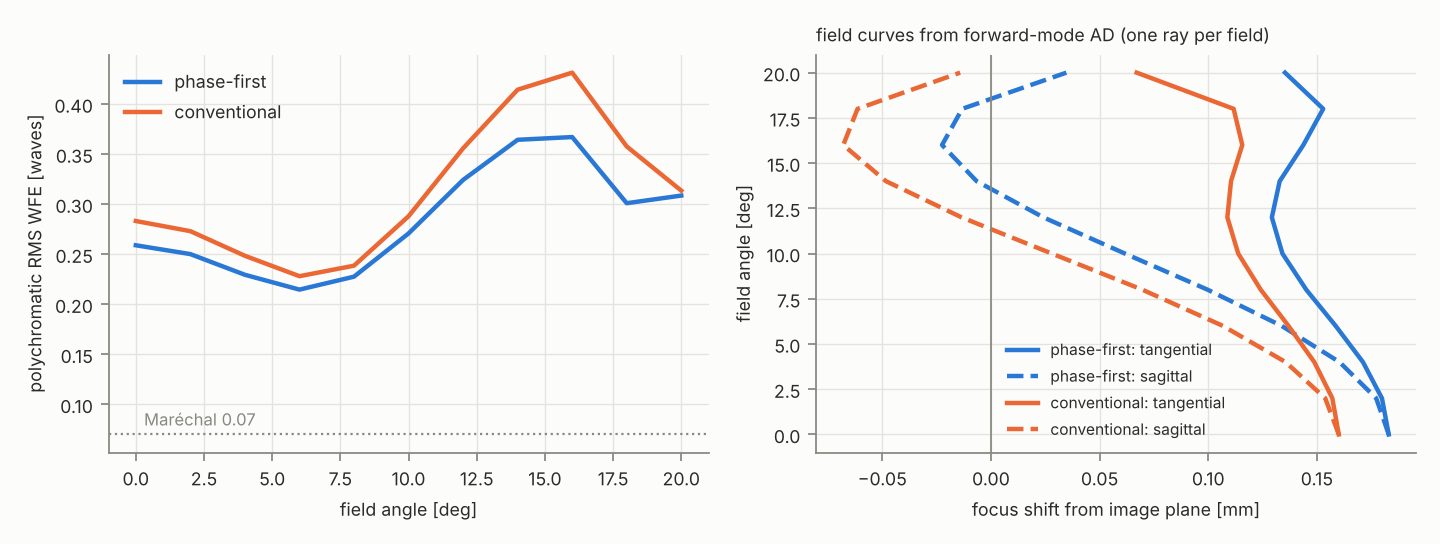 phase-first
conventional
polychromatic RMS WFE [waves]
0.40
0.35
0.30
0.25
0.20
0.15
0.10
Maréchal 0.07
0.0 2.5 5.0 7.5 10.0 12.5 15.0 17.5 20.0
field angle [deg]
field curves from forward-mode AD (one ray per field)
field angle [deg]
20.0
17.5
15.0
12.5
10.0
7.5
5.0
2.5
0.0
phase-first: tangential
phase-first: sagittal
conventional: tangential
conventional: sagittal
−0.05 0.00 0.05 0.10 0.15
focus shift from image plane [mm]